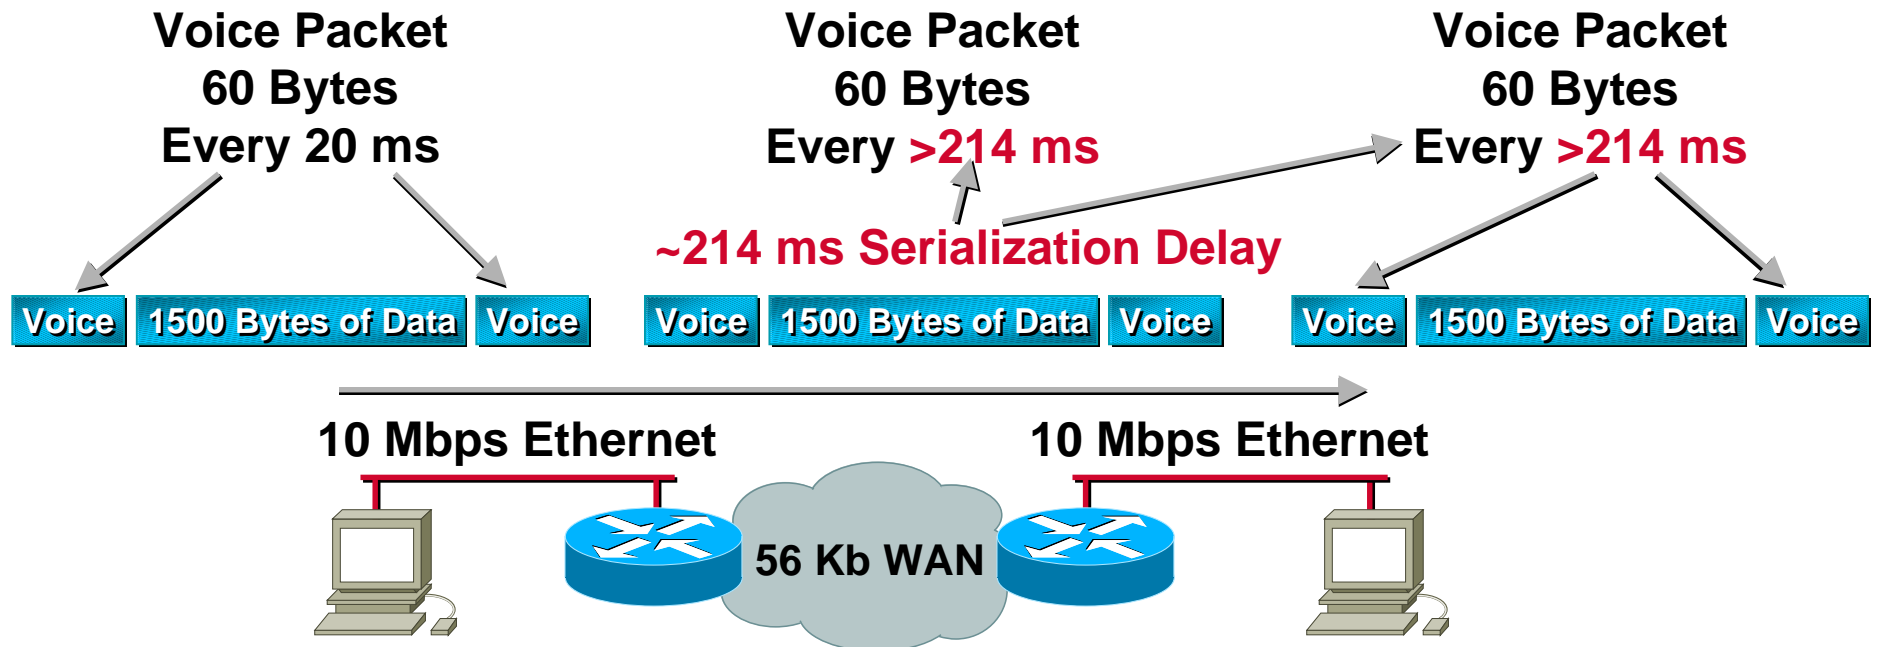 Voice Packet
60 Bytes
Every 20 ms
Voice Packet
60 Bytes
Every >214 ms
Voice Packet
60 Bytes
Every >214 ms
~214 ms Serialization Delay
Voice
1500 Bytes of Data
Voice
Voice
1500 Bytes of Data
Voice
Voice
1500 Bytes of Data
Voice
10 Mbps Ethernet
10 Mbps Ethernet
56 Kb WAN